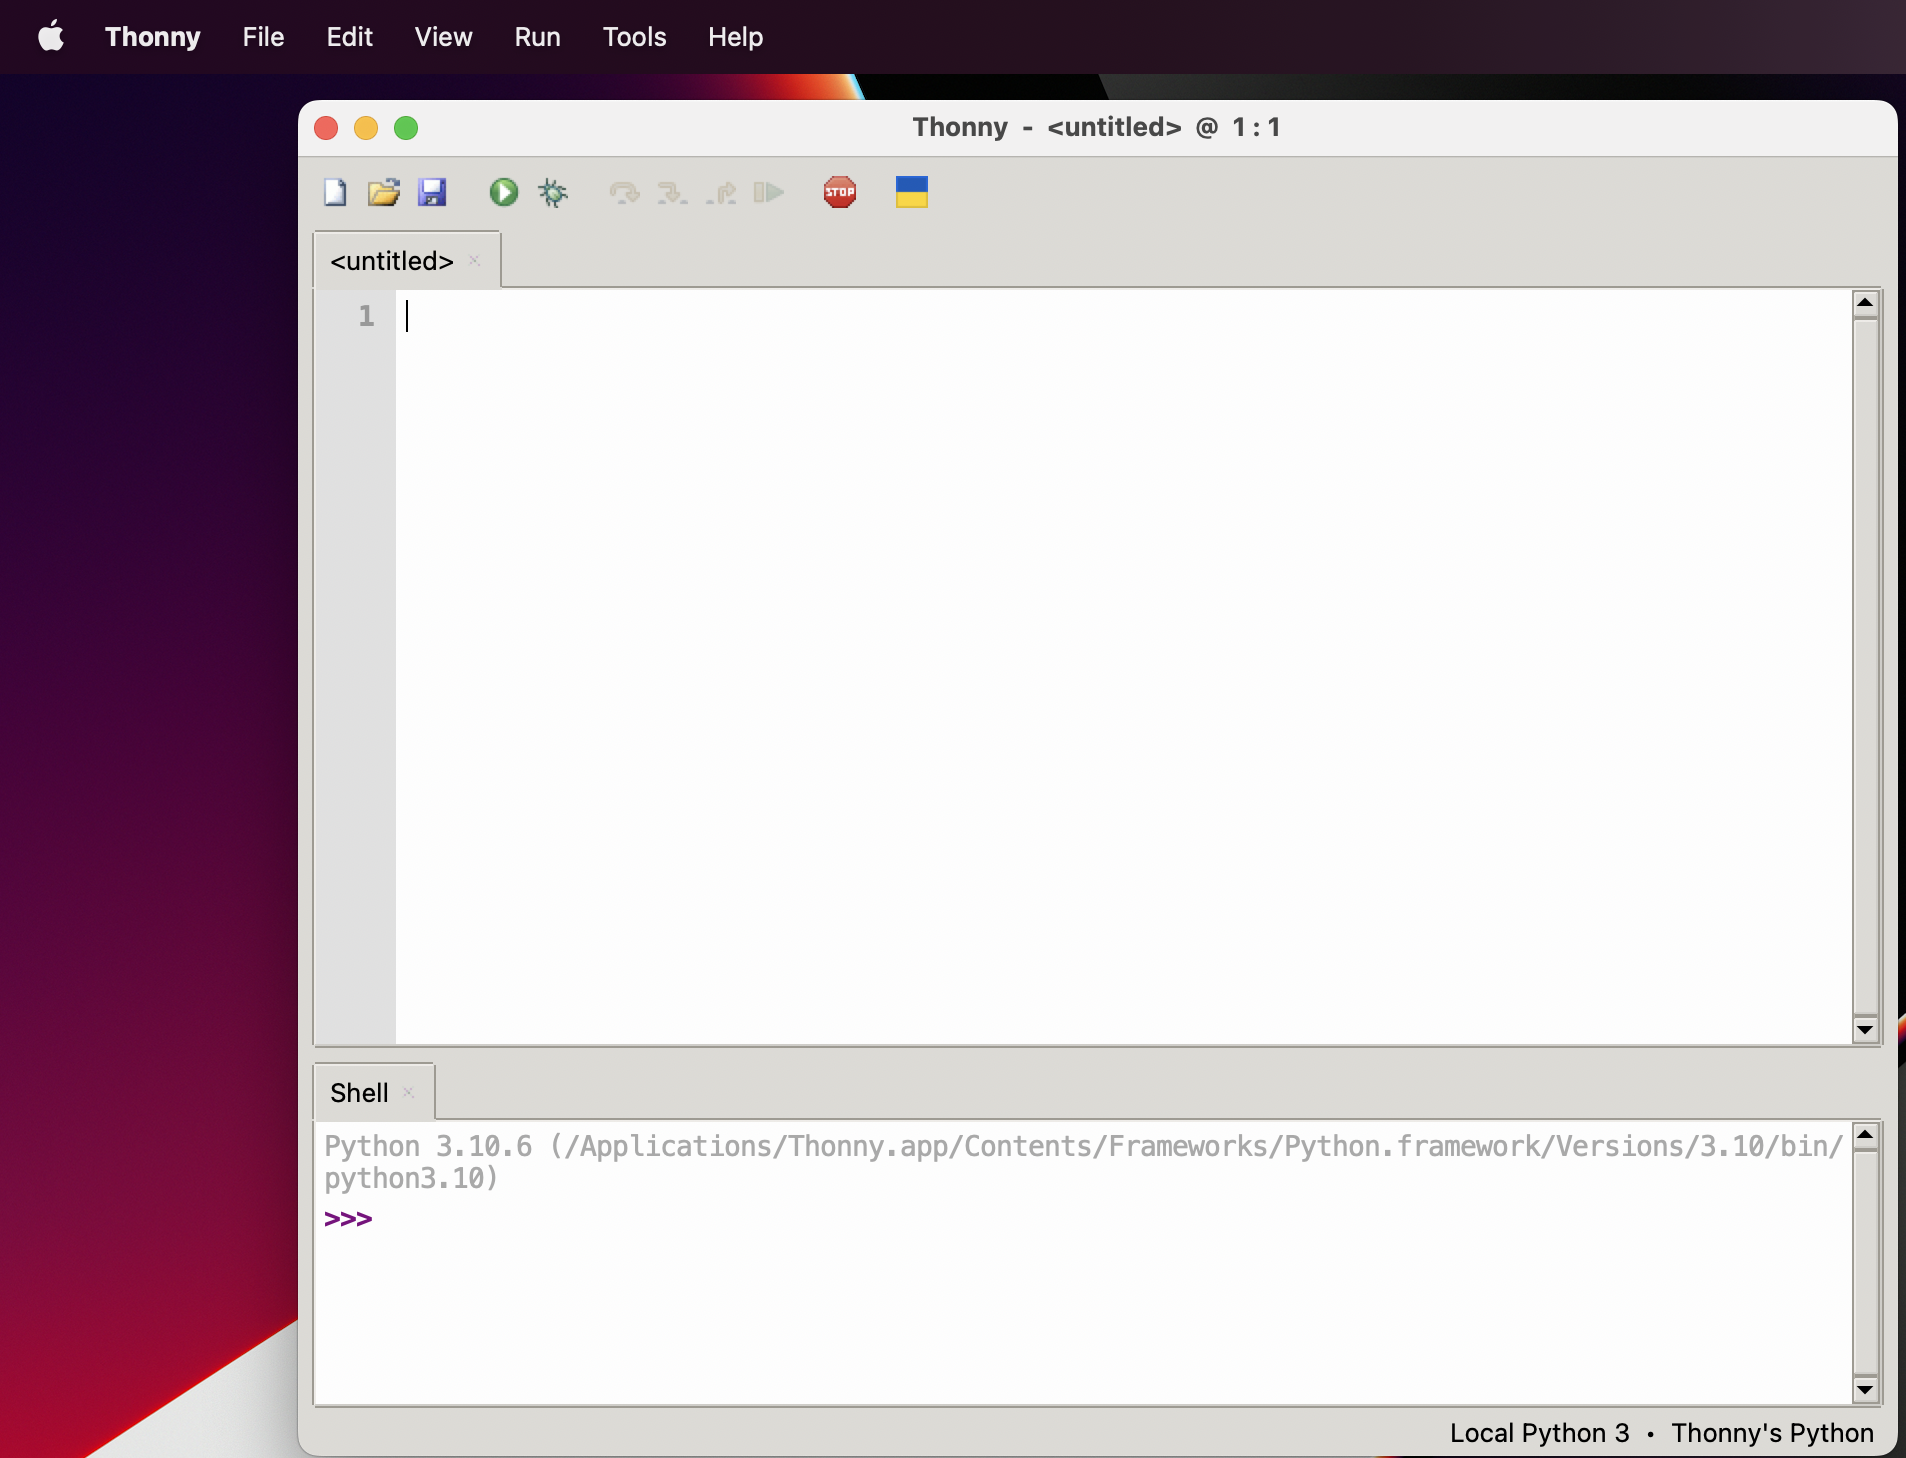 Thonny File Edit View Run Tools Help
Thonny - <untitled> @ 1:1
STOP
<untitled>
1
Shell
Python 3.10.6 (/Applications/Thonny.app/Contents/Frameworks/Python.framework/Versions/3.10/bin/
python3.10)
>>>
Local Python 3 • Thonny's Python